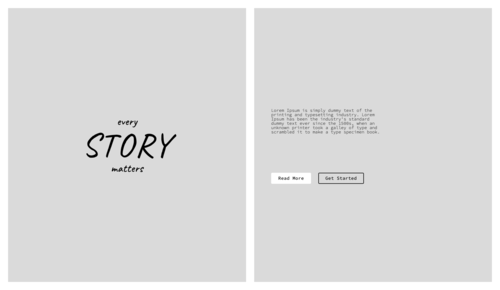 every
STORY
matters
Lorem Ipsum is simply dummy text of the
printing and typesetting industry. Lorem
Ipsum has been the industry's standard
dummy text ever since the 1500s, when an
unknown printer took a galley of type and
scrambled it to make a type specimen book.
Read More
Get Started